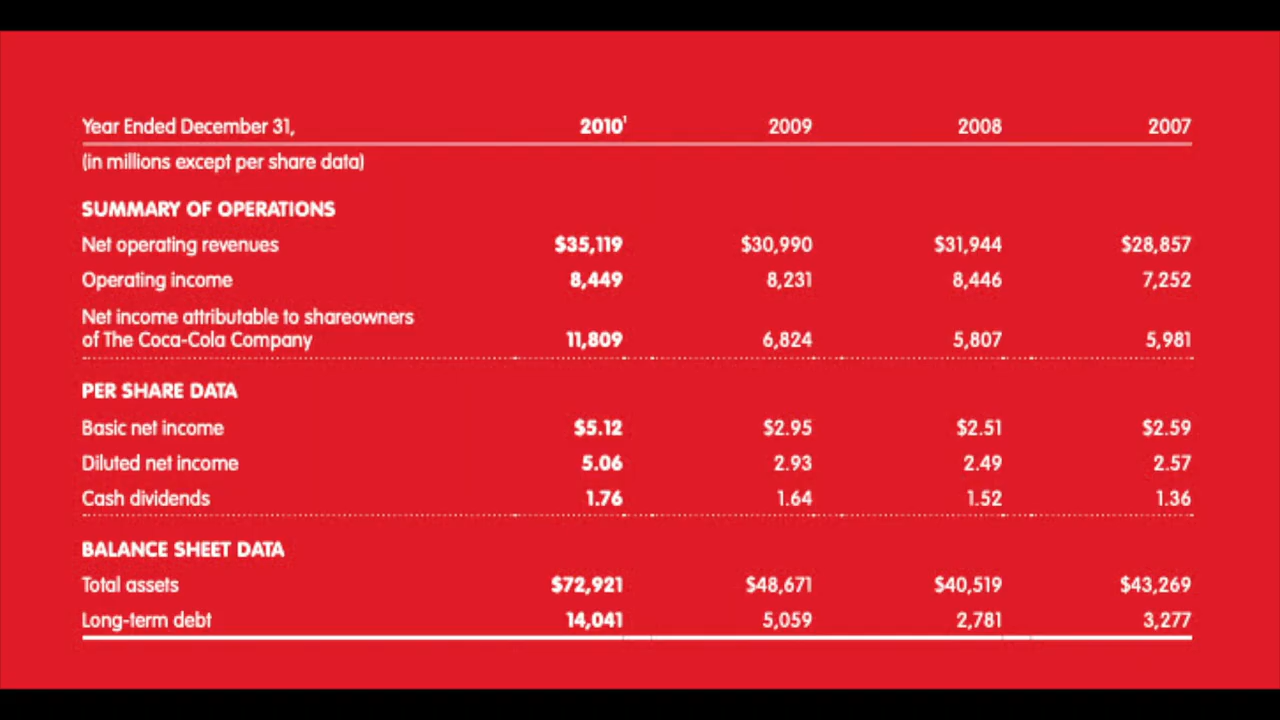 Year Ended December 31, 2010¹ 2009 2008 2007
(in millions except per share data)
SUMMARY OF OPERATIONS
Net operating revenues $35,119 $30,990 $31,944 $28,857
Operating income 8,449 8,231 8,446 7,252
Net income attributable to shareowners
of The Coca-Cola Company 11,809 6,824 5,807 5,981
PER SHARE DATA
Basic net income $5.12 $2.95 $2.51 $2.59
Diluted net income 5.06 2.93 2.49 2.57
Cash dividends 1.76 1.64 1.52 1.36
BALANCE SHEET DATA
Total assets $72,921 $48,671 $40,519 $43,269
Long-term debt 14,041 5,059 2,781 3,277